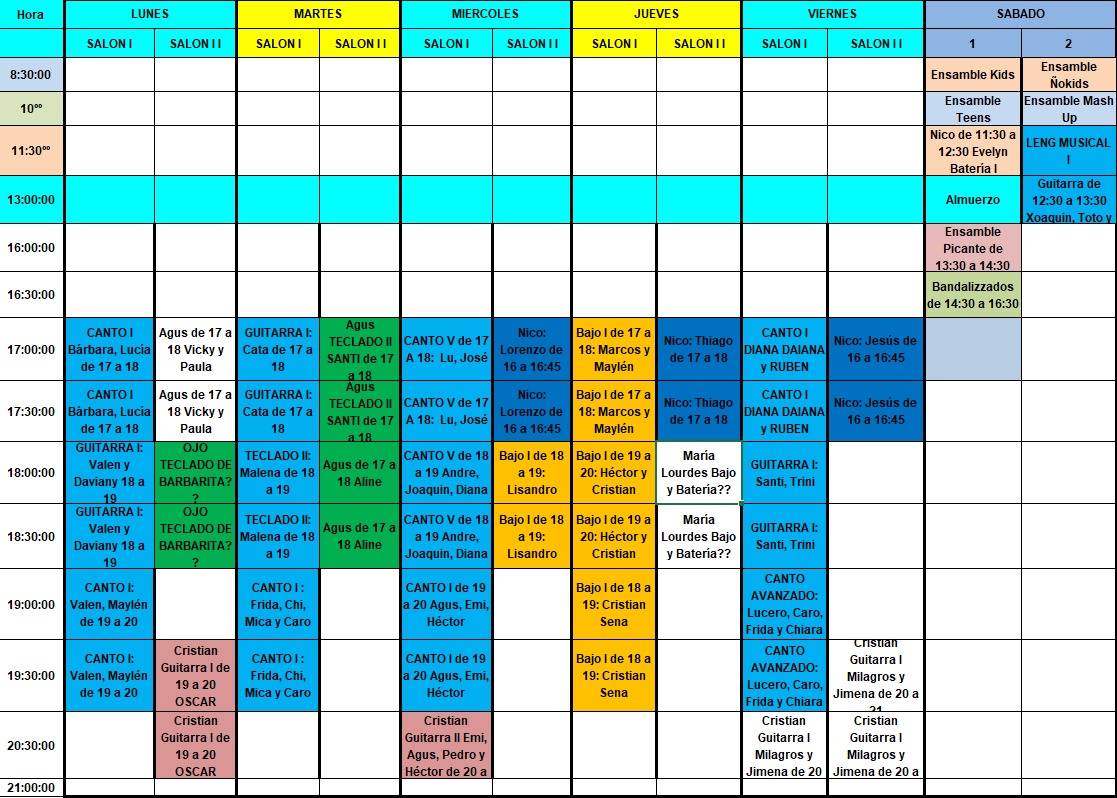 Hora LUNES MARTES MIERCOLES JUEVES VIERNES SABADO
SALON I SALON I I SALON I SALON I I SALON I SALON I I SALON I SALON I I SALON I SALON I I 1 2
8:30:00
Ensamble Kids
Ensamble
Ñokids
10°°
Ensamble
Teens
Ensamble Mash
Up
11:30°°
Nico de 11:30 a
12:30 Evelyn
Batería I
LENG MUSICAL
I
13:00:00
Almuerzo
Guitarra de
12:30 a 13:30
Xoaquin, Toto y
16:00:00
Ensamble
Picante de
13:30 a 14:30
16:30:00
Bandalizzados
de 14:30 a 16:30
17:00:00
CANTO I
Bárbara, Lucía
de 17 a 18
Agus de 17 a
18 Vicky y
Paula
GUITARRA I:
Cata de 17 a
18
Agus
TECLADO II
SANTI de 17
a 18
CANTO V de 17
A 18: Lu, José
Nico:
Lorenzo de
16 a 16:45
Bajo I de 17 a
18: Marcos y
Maylén
Nico: Thiago
de 17 a 18
CANTO I
DIANA DAIANA
y RUBEN
Nico: Jesús de
16 a 16:45
17:30:00
CANTO I
Bárbara, Lucía
de 17 a 18
Agus de 17 a
18 Vicky y
Paula
GUITARRA I:
Cata de 17 a
18
Agus
TECLADO II
SANTI de 17
a 18
CANTO V de 17
A 18: Lu, José
Nico:
Lorenzo de
16 a 16:45
Bajo I de 17 a
18: Marcos y
Maylén
Nico: Thiago
de 17 a 18
CANTO I
DIANA DAIANA
y RUBEN
Nico: Jesús de
16 a 16:45
18:00:00
GUITARRA I:
Valen y
Daviany 18 a
19
OJO
TECLADO DE
BARBARITA?
?
TECLADO II:
Malena de 18
a 19
Agus de 17 a
18 Aline
CANTO V de 18
a 19 Andre,
Joaquin, Diana
Bajo I de 18
a 19:
Lisandro
Bajo I de 19 a
20: Héctor y
Cristian
María
Lourdes Bajo
y Batería??
GUITARRA I:
Santi, Trini
18:30:00
GUITARRA I:
Valen y
Daviany 18 a
19
OJO
TECLADO DE
BARBARITA?
?
TECLADO II:
Malena de 18
a 19
Agus de 17 a
18 Aline
CANTO V de 18
a 19 Andre,
Joaquin, Diana
Bajo I de 18
a 19:
Lisandro
Bajo I de 19 a
20: Héctor y
Cristian
María
Lourdes Bajo
y Batería??
GUITARRA I:
Santi, Trini
19:00:00
CANTO I:
Valen, Maylén
de 19 a 20
CANTO I :
Frida, Chi,
Mica y Caro
CANTO I de 19
a 20 Agus, Emi,
Héctor
Bajo I de 18 a
19: Cristian
Sena
CANTO
AVANZADO:
Lucero, Caro,
Frida y Chiara
19:30:00
CANTO I:
Valen, Maylén
de 19 a 20
Cristian
Guitarra I de
19 a 20
OSCAR
CANTO I :
Frida, Chi,
Mica y Caro
CANTO I de 19
a 20 Agus, Emi,
Héctor
Bajo I de 18 a
19: Cristian
Sena
CANTO
AVANZADO:
Lucero, Caro,
Frida y Chiara
Cristian
Guitarra I
Milagros y
Jimena de 20 a
21
20:30:00
Cristian
Guitarra I de
19 a 20
OSCAR
Cristian
Guitarra II Emi,
Agus, Pedro y
Héctor de 20 a
Cristian
Guitarra I
Milagros y
Jimena de 20
Cristian
Guitarra I
Milagros y
Jimena de 20 a
21:00:00